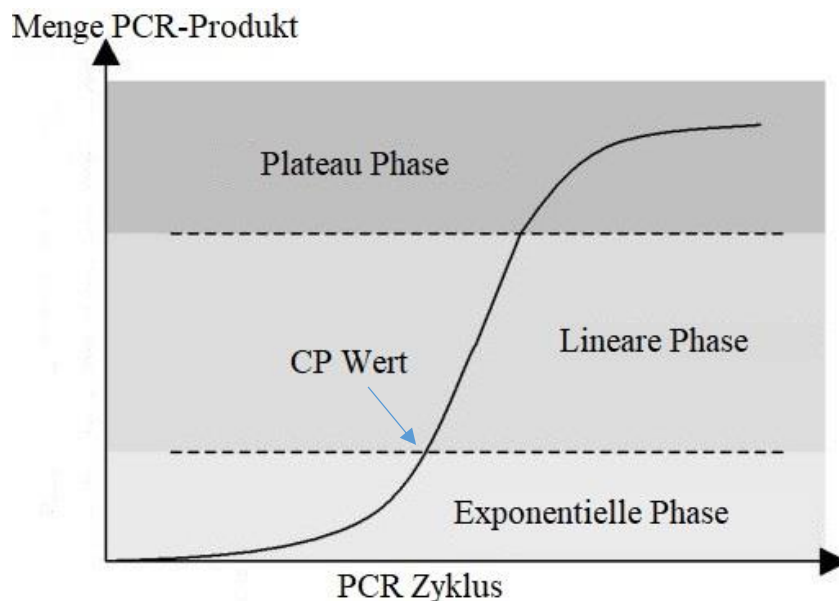 Menge PCR-Produkt
Plateau Phase
Lineare Phase
CP Wert
Exponentielle Phase
PCR Zyklus